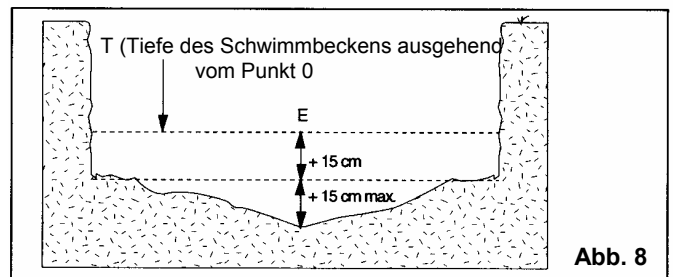 T (Tiefe des Schwimmbeckens ausgehend
vom Punkt 0
E
+ 15 cm
+ 15 cm max.
Abb. 8